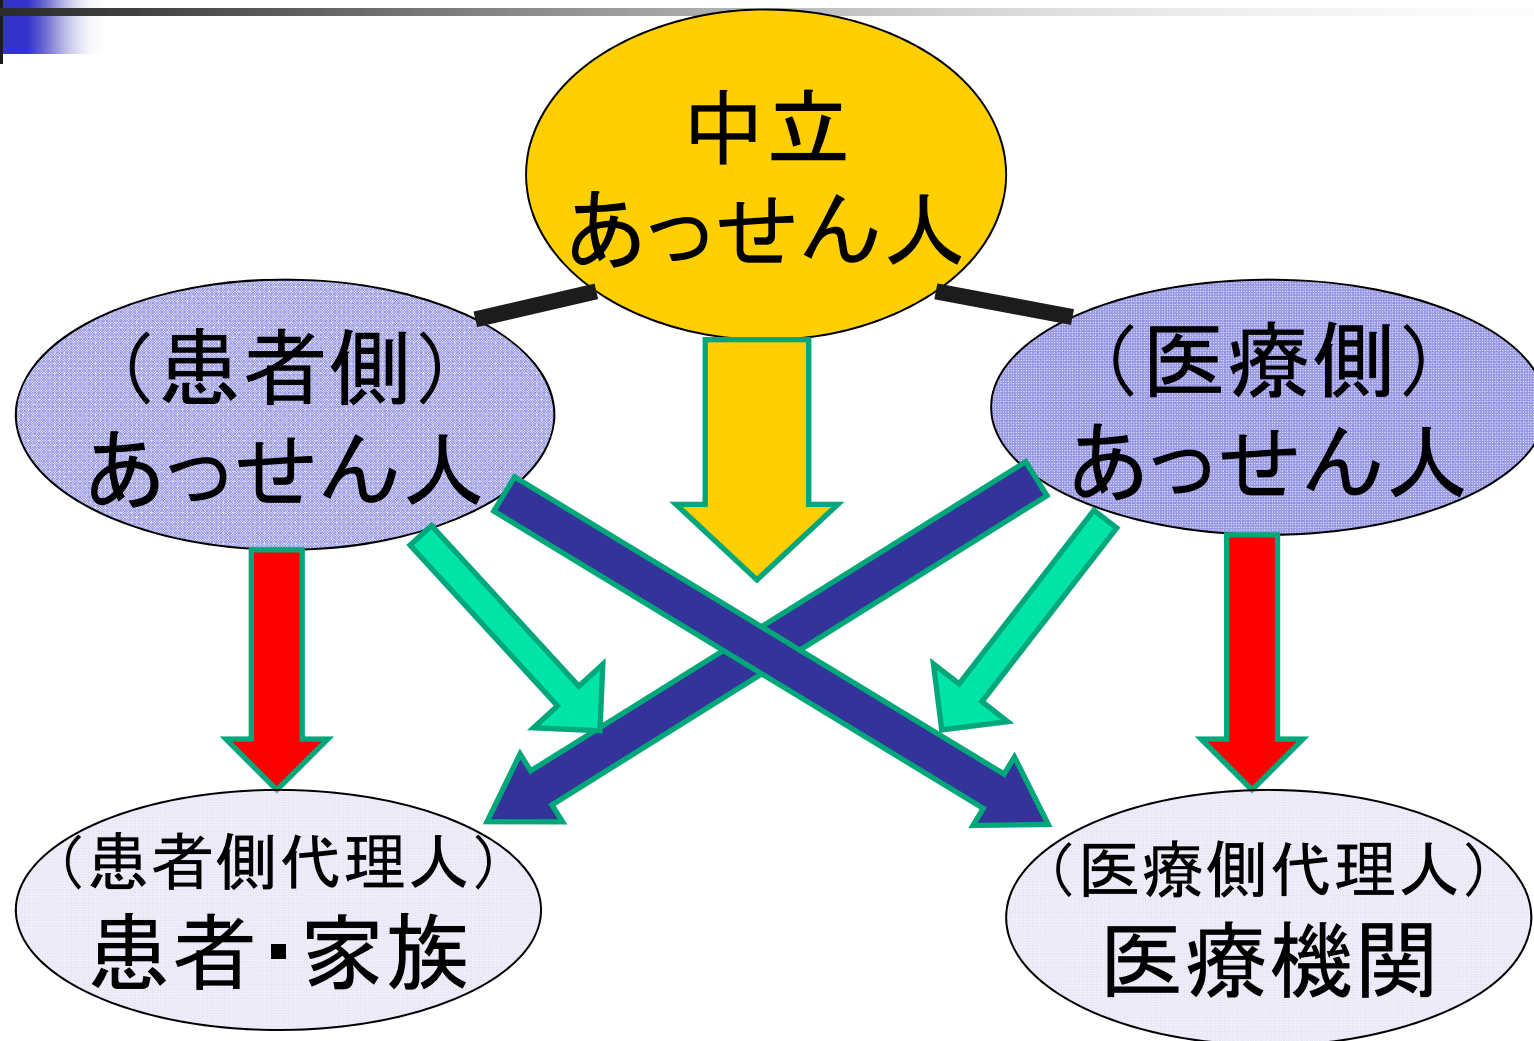 中立
あっせん人
（患者側）
あっせん人
（医療側）
あっせん人
（患者側代理人）
患者・家族
（医療側代理人）
医療機関